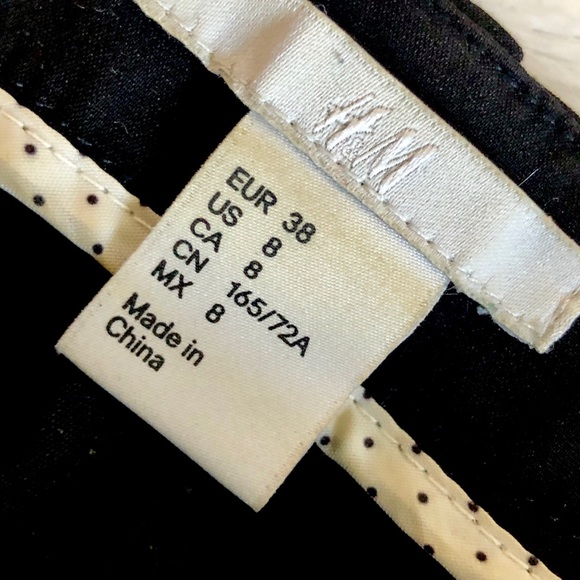 H&M
EUR 38
US 8
CA 8
CN 165/72A
MX 8
Made in
China